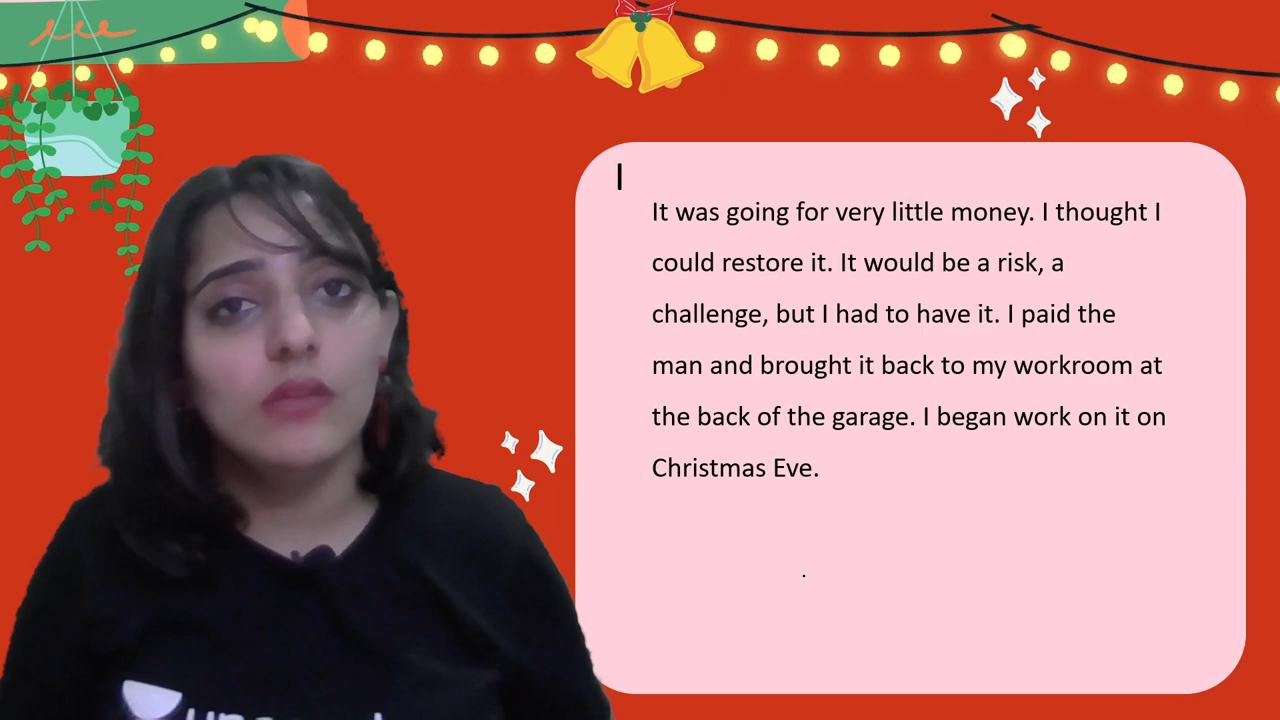 I
It was going for very little money. I thought I
could restore it. It would be a risk, a
challenge, but I had to have it. I paid the
man and brought it back to my workroom at
the back of the garage. I began work on it on
Christmas Eve.
.